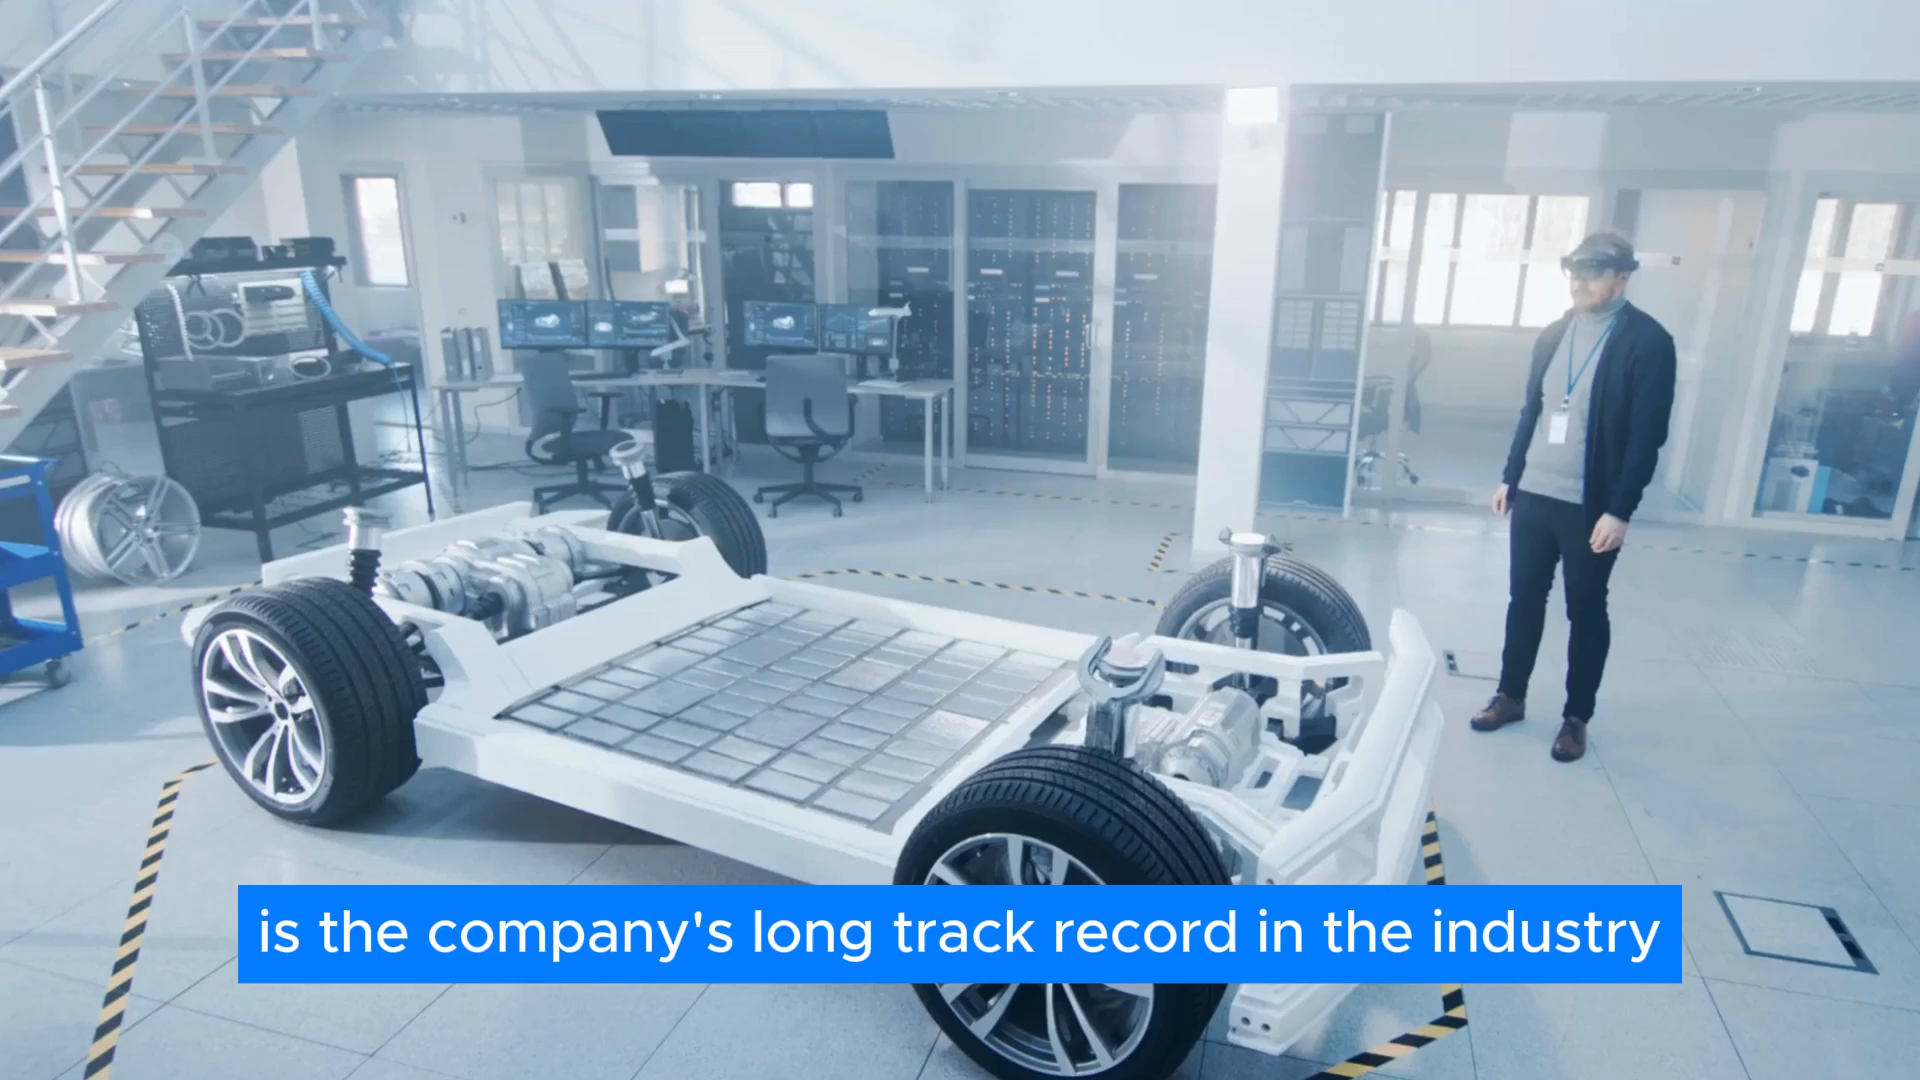 is the company's long track record in the industry